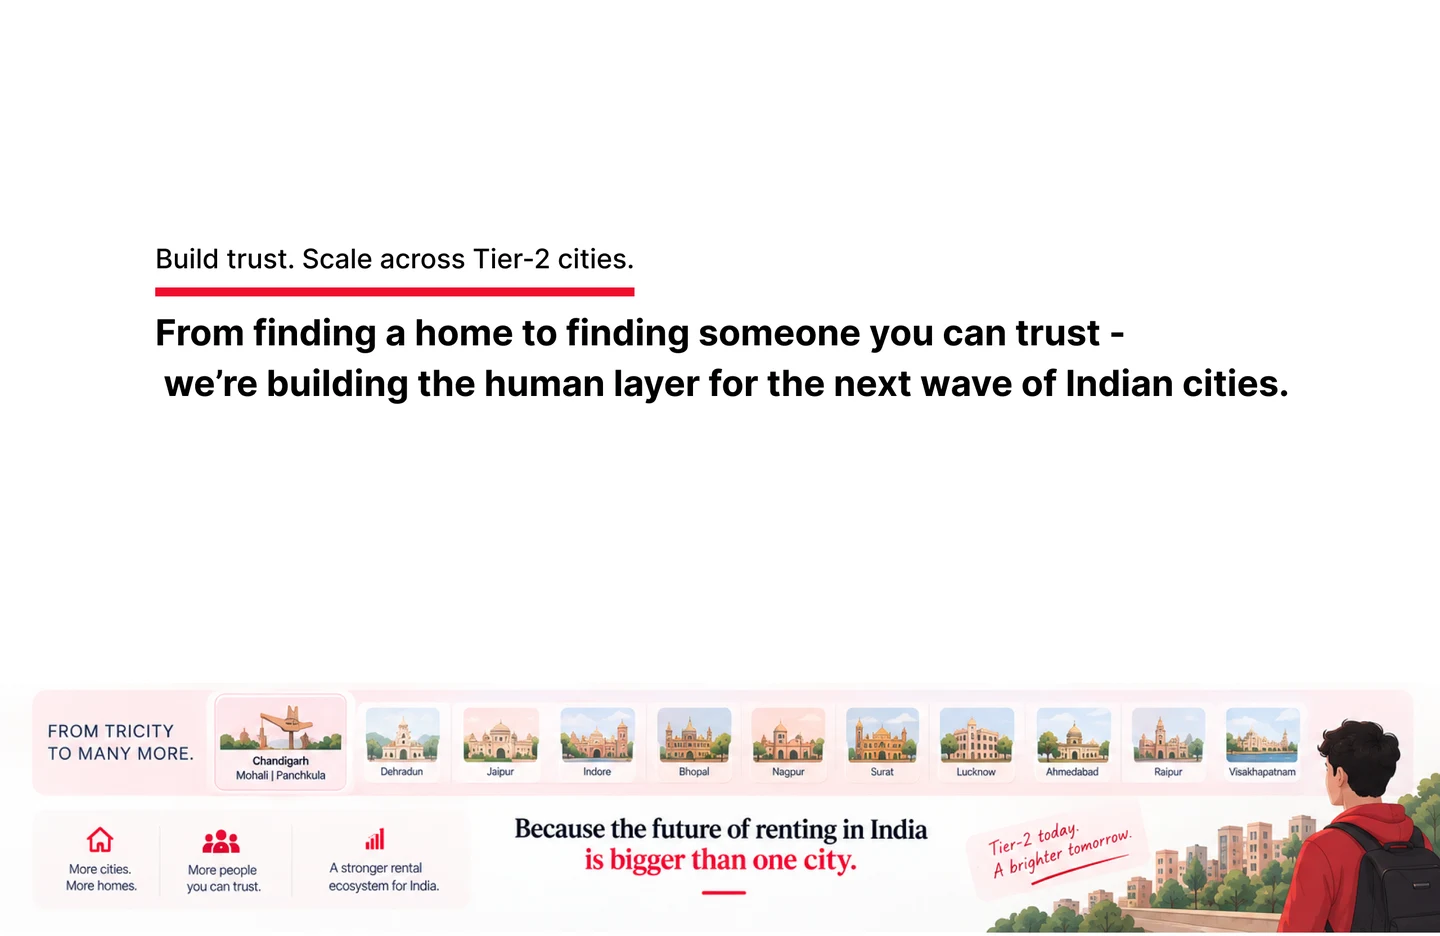 Build trust. Scale across Tier-2 cities.
From finding a home to finding someone you can trust -
we’re building the human layer for the next wave of Indian cities.
FROM TRICITY
TO MANY MORE.
Chandigarh
Mohali | Panchkula
Dehradun
Jaipur
Indore
Bhopal
Nagpur
Surat
Lucknow
Ahmedabad
Raipur
Visakhapatnam
More cities.
More homes.
More people
you can trust.
A stronger rental
ecosystem for India.
Because the future of renting in India
is bigger than one city.
Tier-2 today.
A brighter tomorrow.